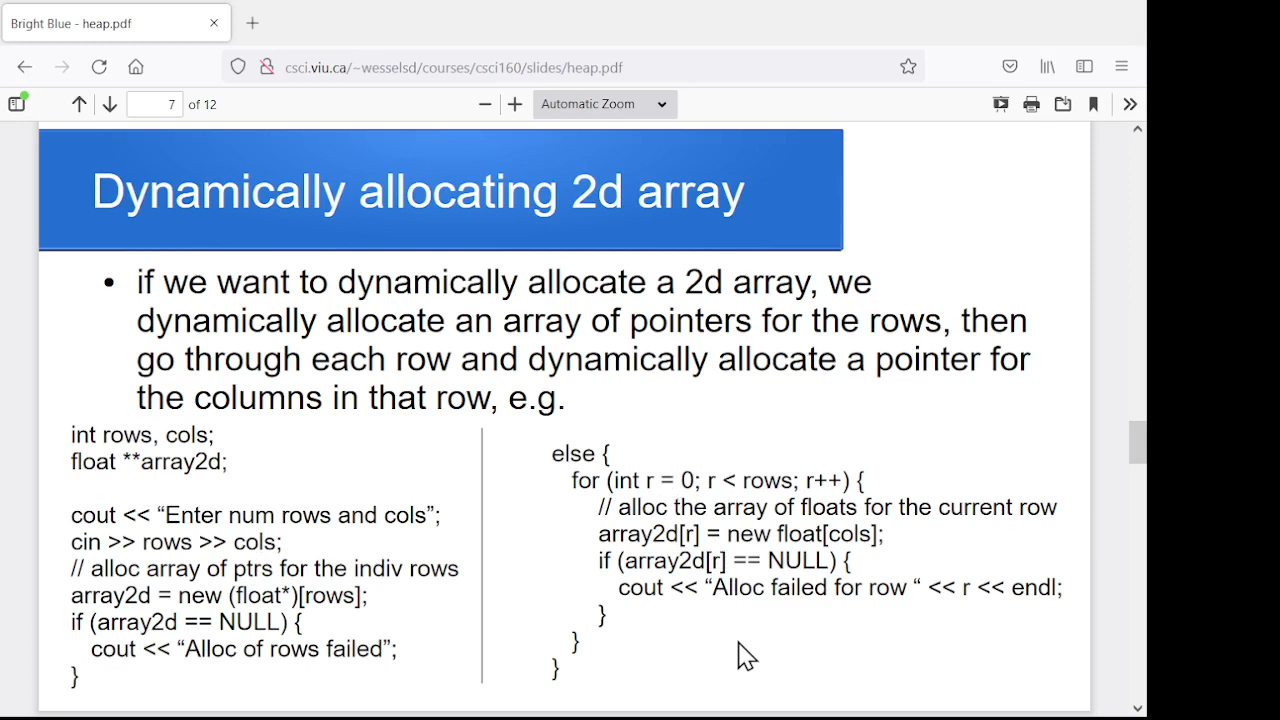 Bright Blue - heap.pdf
csci.viu.ca/~wesselsd/courses/csci160/slides/heap.pdf
7 of 12
Automatic Zoom
Dynamically allocating 2d array
• if we want to dynamically allocate a 2d array, we
dynamically allocate an array of pointers for the rows, then
go through each row and dynamically allocate a pointer for
the columns in that row, e.g.
int rows, cols;
float **array2d;
cout << “Enter num rows and cols”;
cin >> rows >> cols;
// alloc array of ptrs for the indiv rows
array2d = new (float*)[rows];
if (array2d == NULL) {
cout << “Alloc of rows failed”;
}
else {
for (int r = 0; r < rows; r++) {
// alloc the array of floats for the current row
array2d[r] = new float[cols];
if (array2d[r] == NULL) {
cout << “Alloc failed for row “ << r << endl;
}
}
}